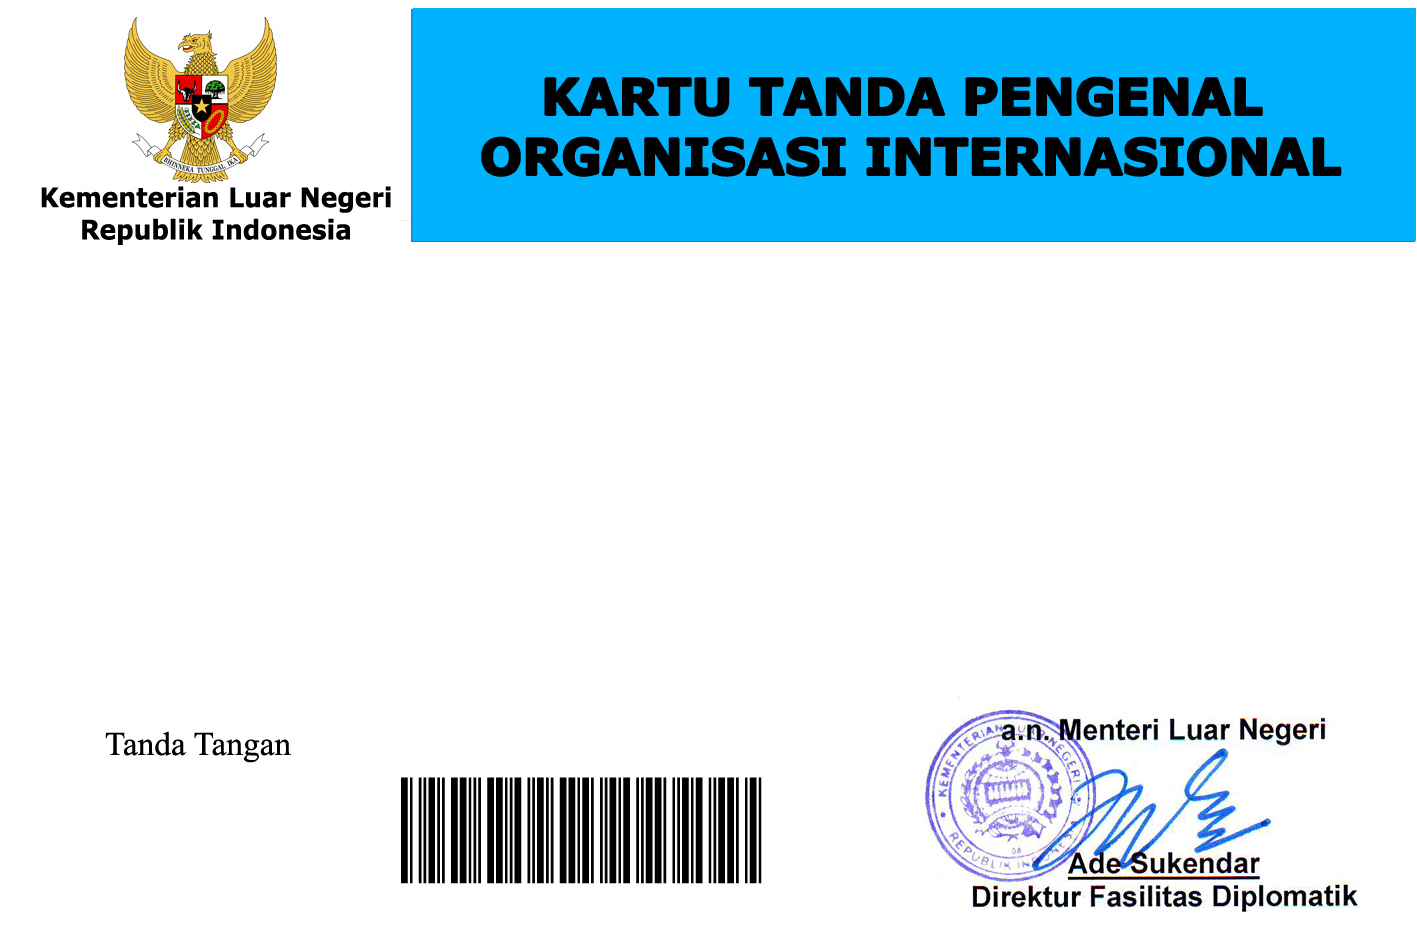 BHINNEKA TUNGGAL IKA
Kementerian Luar Negeri
Republik Indonesia
KARTU TANDA PENGENAL
ORGANISASI INTERNASIONAL
Tanda Tangan
a.n. Menteri Luar Negeri
KEMENTERIAN LUAR NEGERI
REPUBLIK INDONESIA
08
Ade Sukendar
Direktur Fasilitas Diplomatik